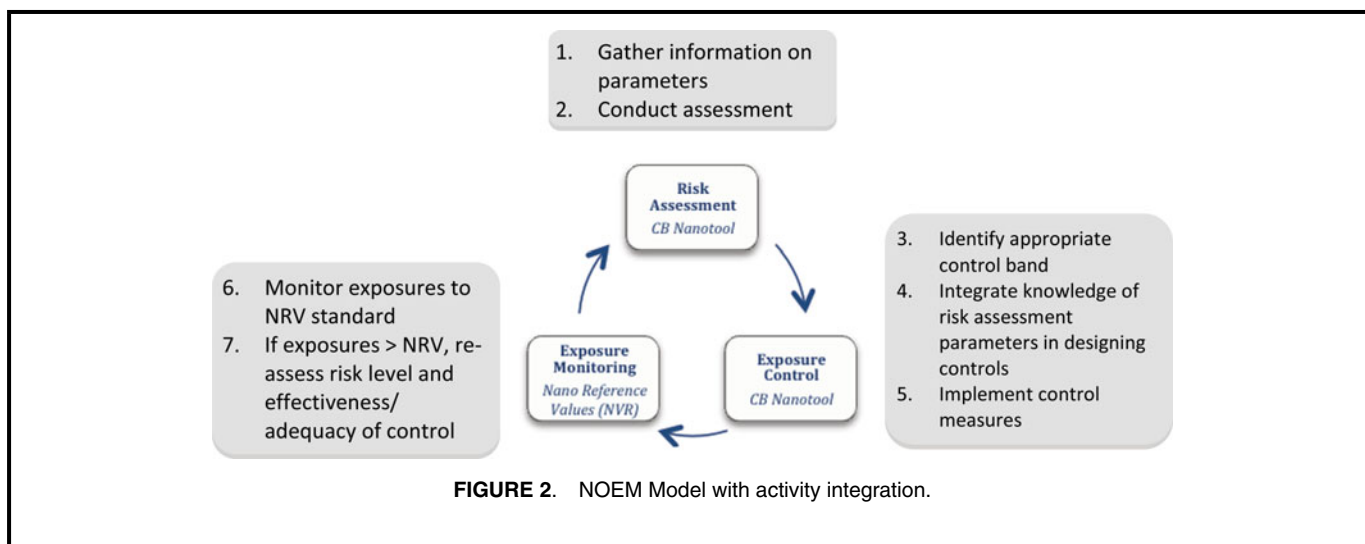 1. Gather information on
parameters
2. Conduct assessment
Risk
Assessment
CB Nanotool
3. Identify appropriate
control band
4. Integrate knowledge of
risk assessment
parameters in designing
controls
5. Implement control
measures
Exposure
Control
CB Nanotool
6. Monitor exposures to
NRV standard
7. If exposures > NRV, re-
assess risk level and
effectiveness/
adequacy of control
Exposure
Monitoring
Nano Reference
Values (NVR)
FIGURE 2. NOEM Model with activity integration.